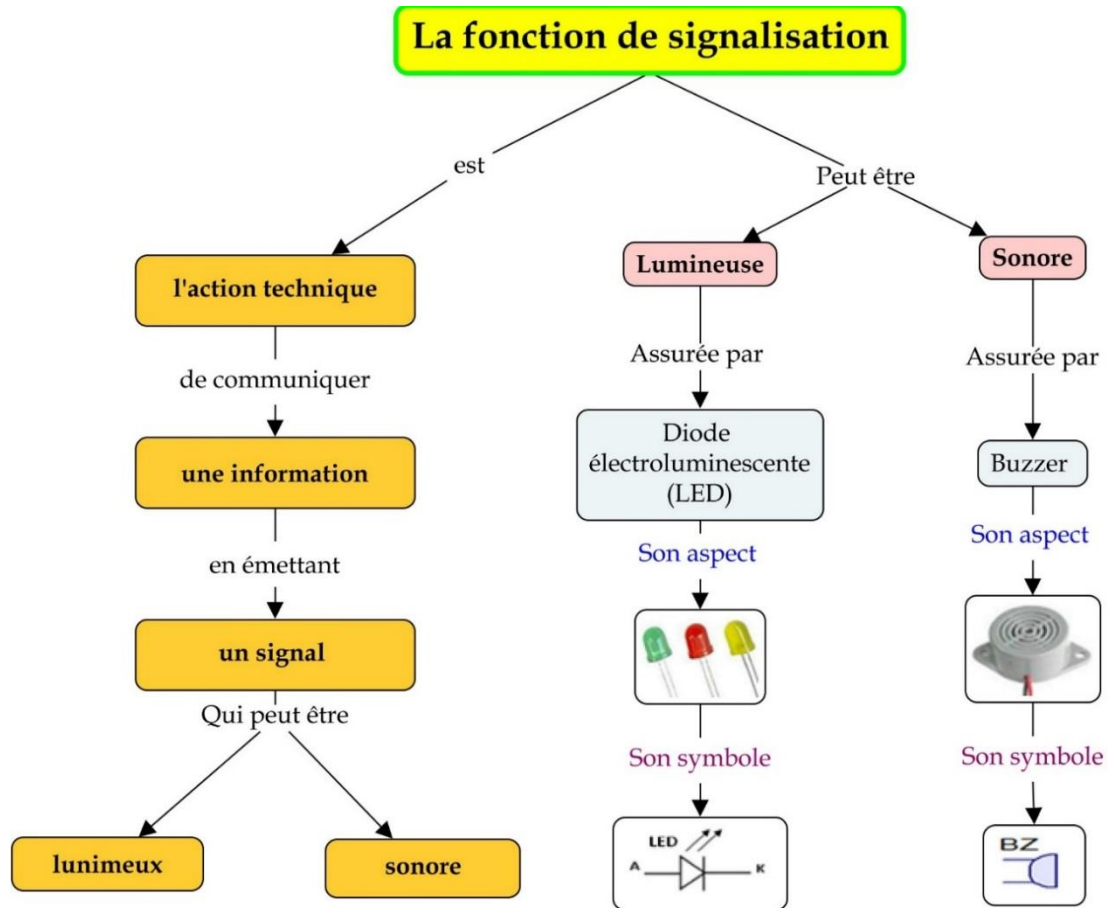 La fonction de signalisation
est
Peut être
l'action technique
de communiquer
une information
en émettant
un signal
Qui peut être
lunimeux
sonore
Lumineuse
Assurée par
Diode
électroluminescente
(LED)
Son aspect
Son symbole
LED
A
K
Sonore
Assurée par
Buzzer
Son aspect
Son symbole
BZ